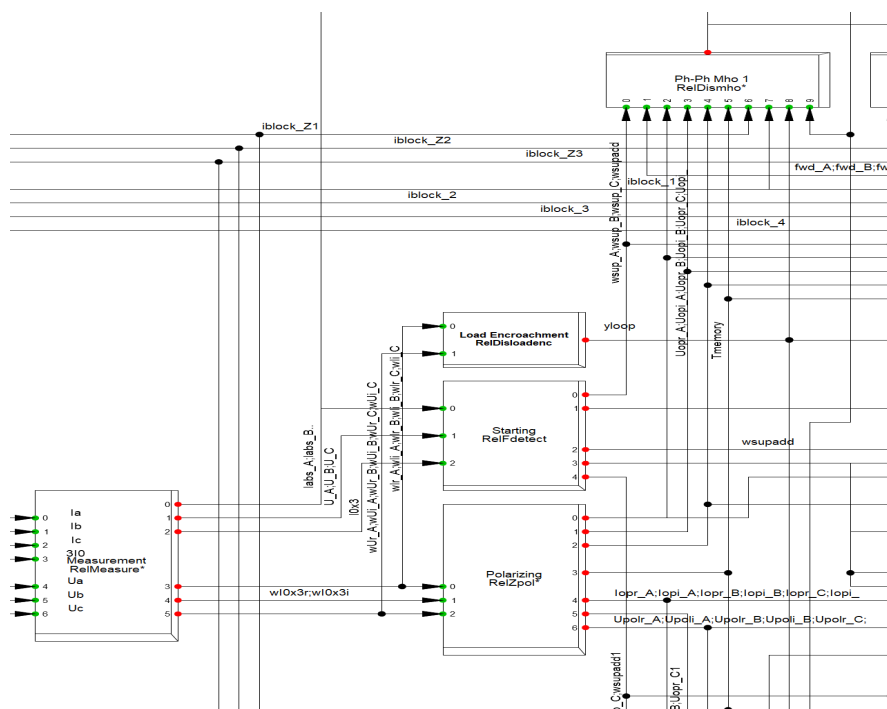 Ph-Ph Mho 1
RelDismho*
0 1 2 3 4 5 6 7 8 9
iblock_Z1
iblock_Z2
iblock_Z3
fwd_A;fwd_B;fw
iblock_1
iblock_2
iblock_3
iblock_4
wsup_A;wsup_B;wsup_C;wsupadd
Uopr_A;Uopi_A;Uopr_B;Uopi_B;Uopr_C;Uopi_
Tmemory
yloop
0
Load Encroachment
RelDisloadenc
1
0
0
1
Starting
RelFdetect
1
2
2
3
4
wsupadd
Iabs_A;Iabs_B..
U_A;U_B;U_C
I0x3
wUr_A;wUi_A;wUr_B;wUi_B;wUr_C;wUi_C
wIr_A;wIi_A;wIr_B;wIi_B;wIr_C;wIi_C
0
1
2
Ia
0
Ib
1
Ic
2
3I0
3
Measurement
RelMeasure*
Ua
4
Ub
5
Uc
6
3
4
5
wI0x3r;wI0x3i
0
1
2
Polarizing
RelZpol*
0
1
2
3
4
5
6
Iopr_A;Iopi_A;Iopr_B;Iopi_B;Iopr_C;Iopi_
Upolr_A;Upoli_A;Upolr_B;Upoli_B;Upolr_C;
_C;wsupadd1
B;Uopr_C1